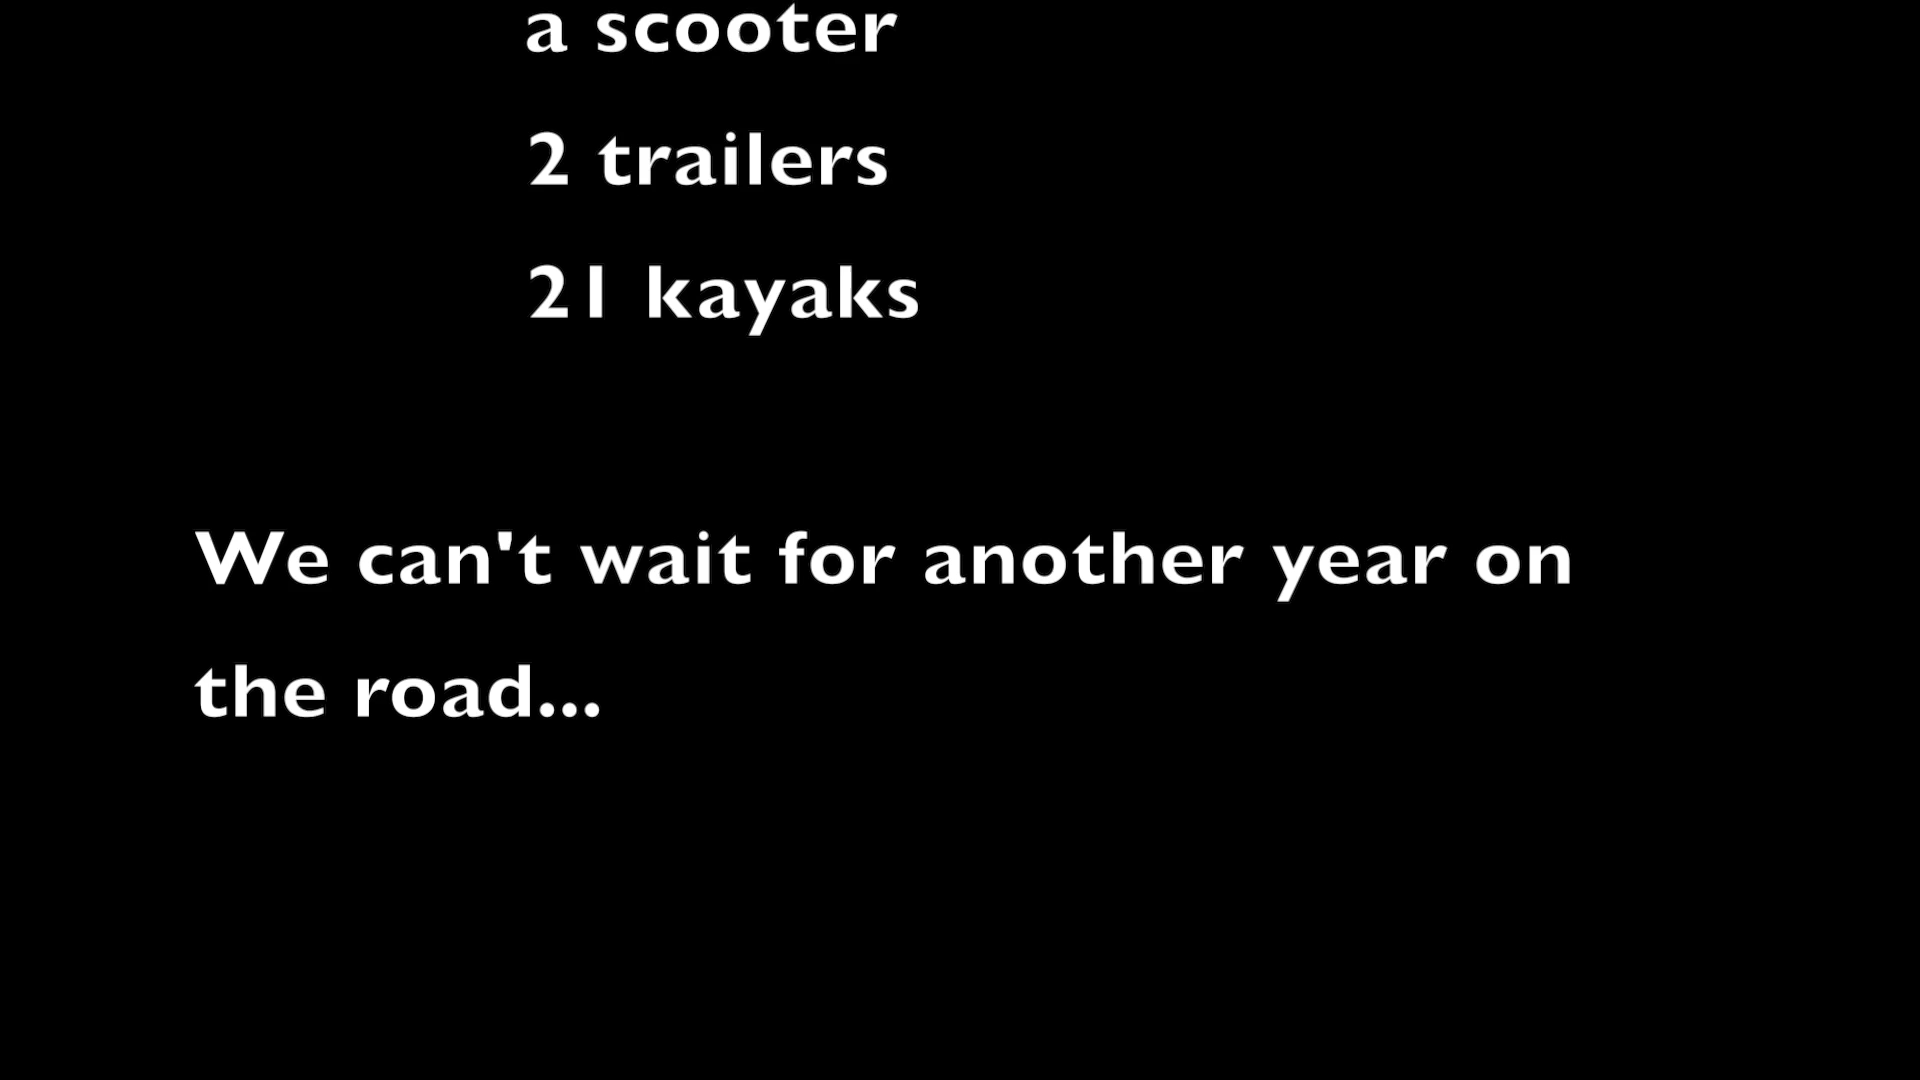 a scooter
2 trailers
21 kayaks
We can't wait for another year on
the road...